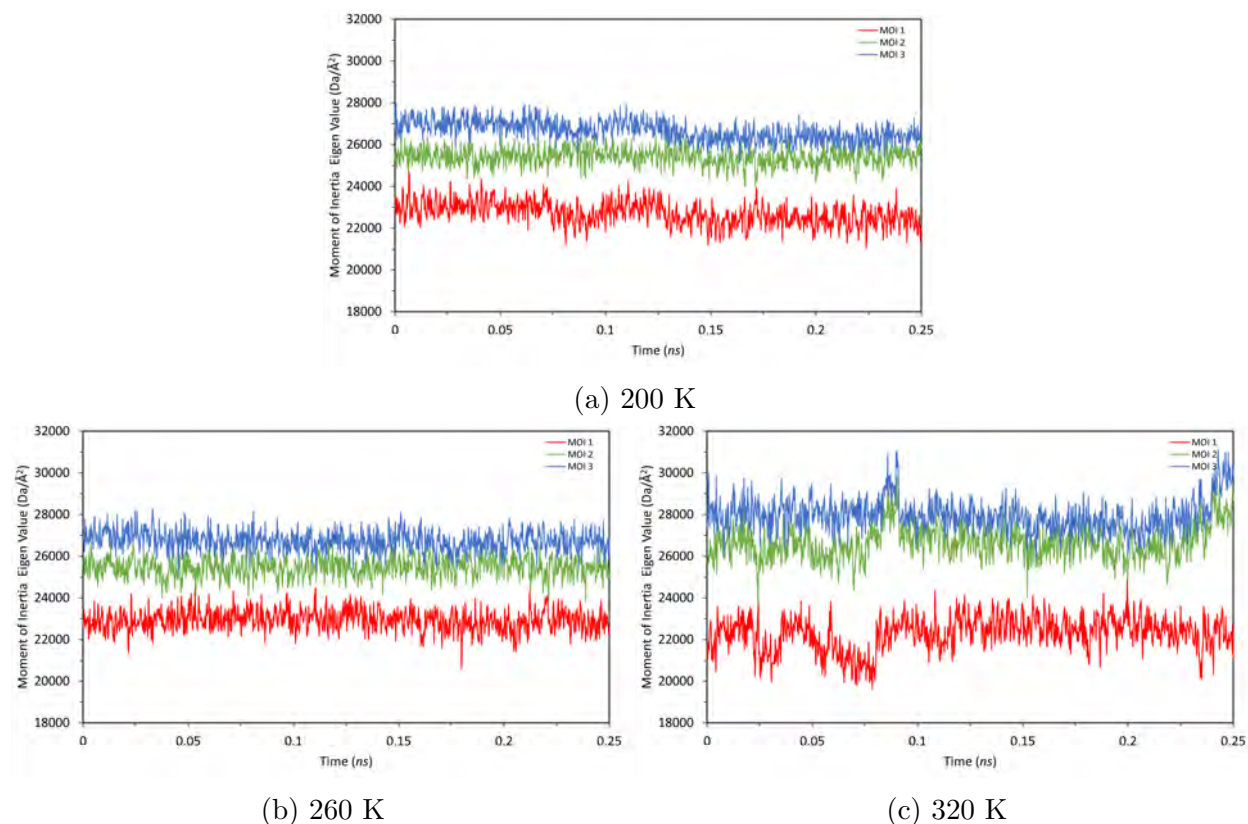 32000
30000
28000
26000
24000
22000
20000
18000
Moment of Inertia Eigen Value (Da/Å²)
MOI 1
MOI 2
MOI 3
0 0.05 0.1 0.15 0.2 0.25
Time (ns)
(a) 200 K
32000
30000
28000
26000
24000
22000
20000
18000
Moment of Inertia Eigen Value (Da/Å²)
MOI 1
MOI 2
MOI 3
0 0.05 0.1 0.15 0.2 0.25
Time (ns)
(b) 260 K
32000
30000
28000
26000
24000
22000
20000
18000
Moment of Inertia Eigen Value (Da/Å²)
MOI 1
MOI 2
MOI 3
0 0.05 0.1 0.15 0.2 0.25
Time (ns)
(c) 320 K